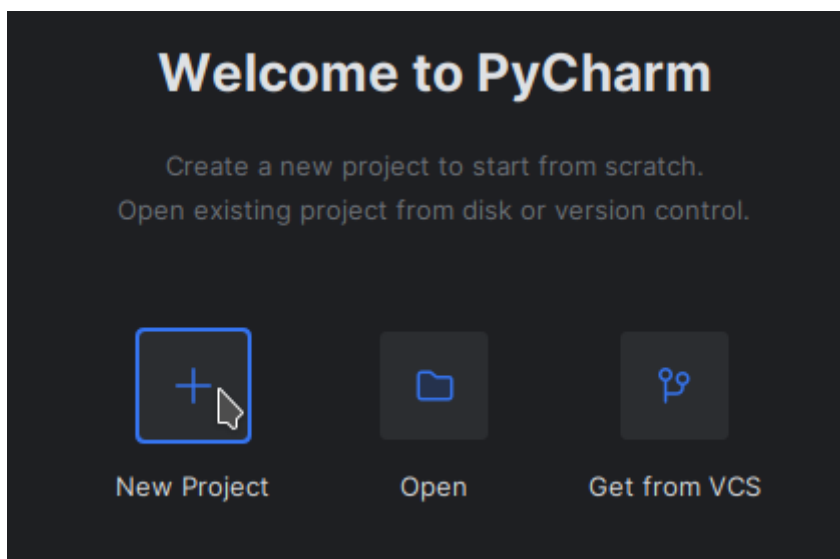 Welcome to PyCharm
Create a new project to start from scratch.
Open existing project from disk or version control.
New Project
Open
Get from VCS